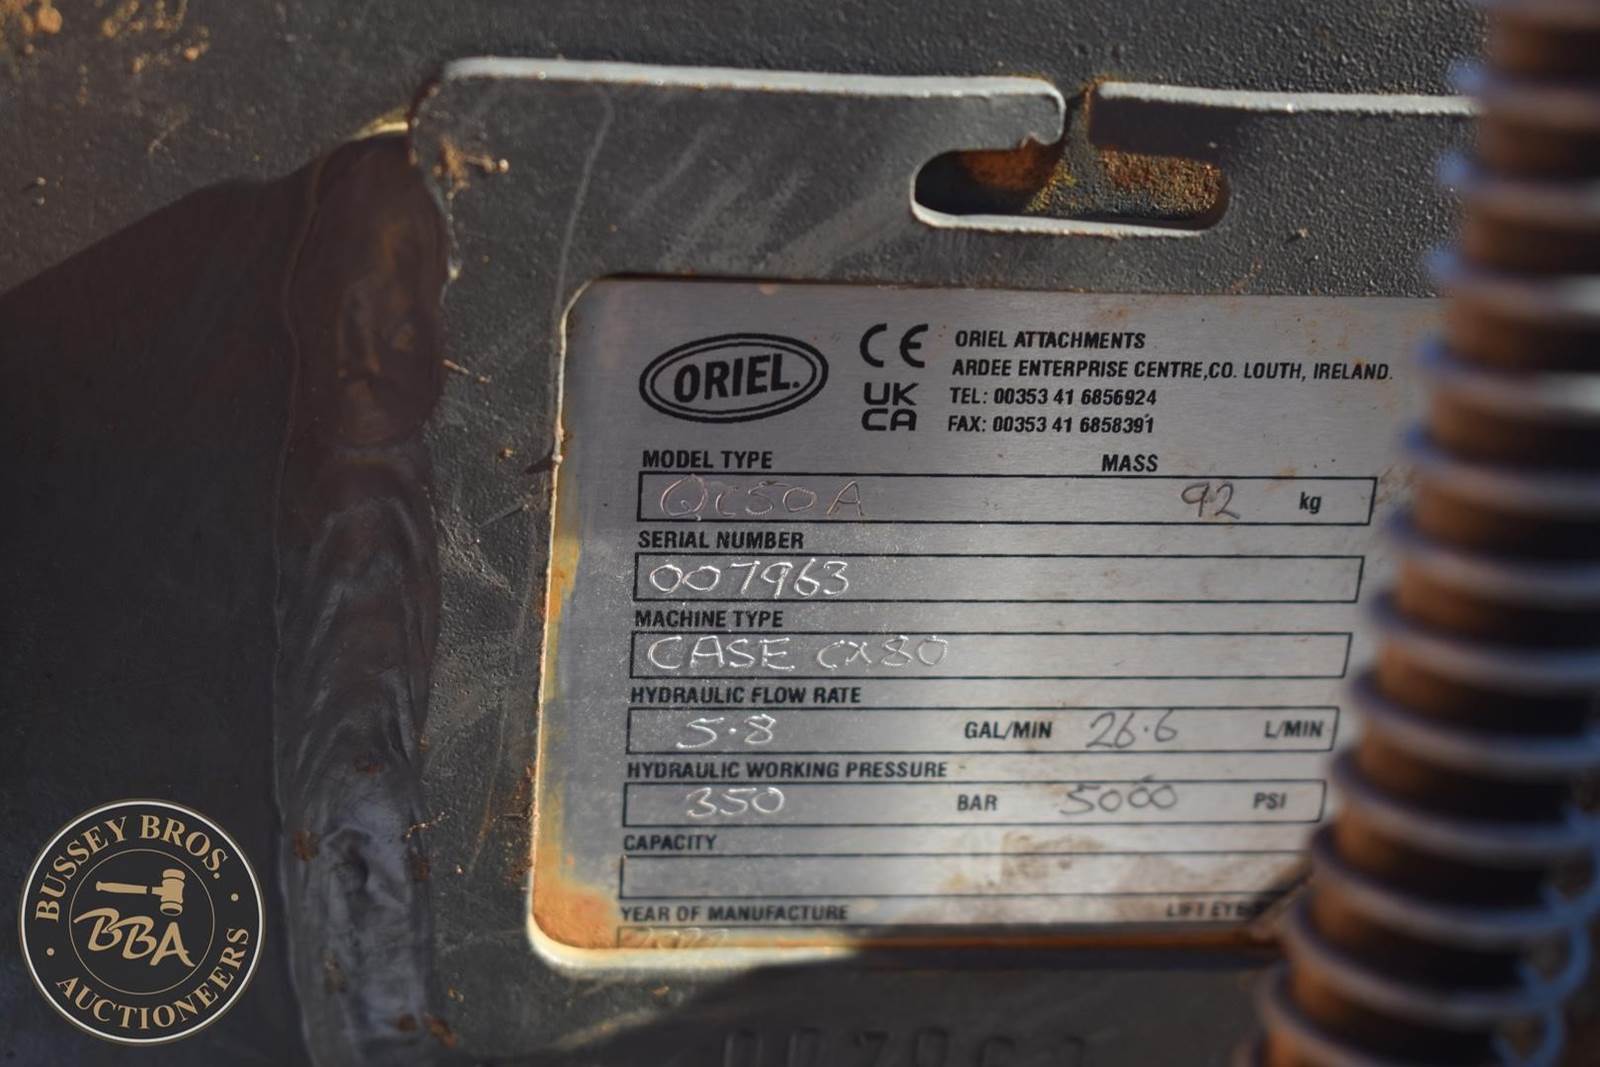 ORIEL.
CE
UK
CA
ORIEL ATTACHMENTS
ARDEE ENTERPRISE CENTRE,CO. LOUTH, IRELAND.
TEL: 00353 41 6856924
FAX: 00353 41 6858391
MODEL TYPE MASS
QC50A 92 kg
SERIAL NUMBER
007963
MACHINE TYPE
CASE CX80
HYDRAULIC FLOW RATE
5.8 GAL/MIN 26.6 L/MIN
HYDRAULIC WORKING PRESSURE
350 BAR 5000 PSI
CAPACITY
YEAR OF MANUFACTURE LIFT
BUSSEY BROS.
BBA
AUCTIONEERS